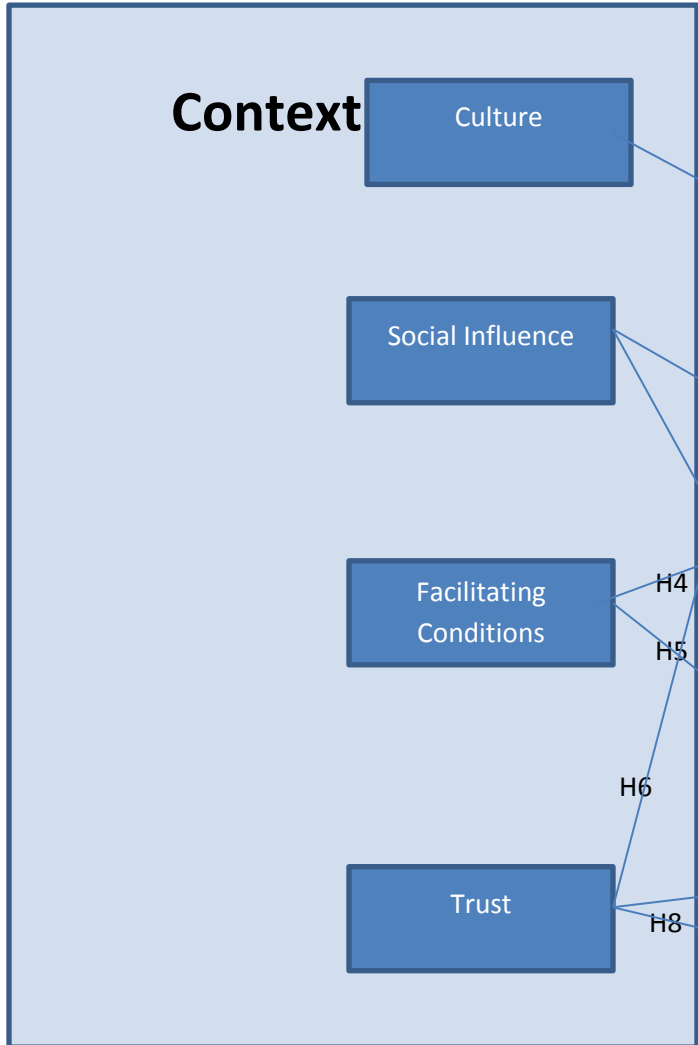 Context
Culture
Social Influence
Facilitating
Conditions
H4
H5
H6
Trust
H8